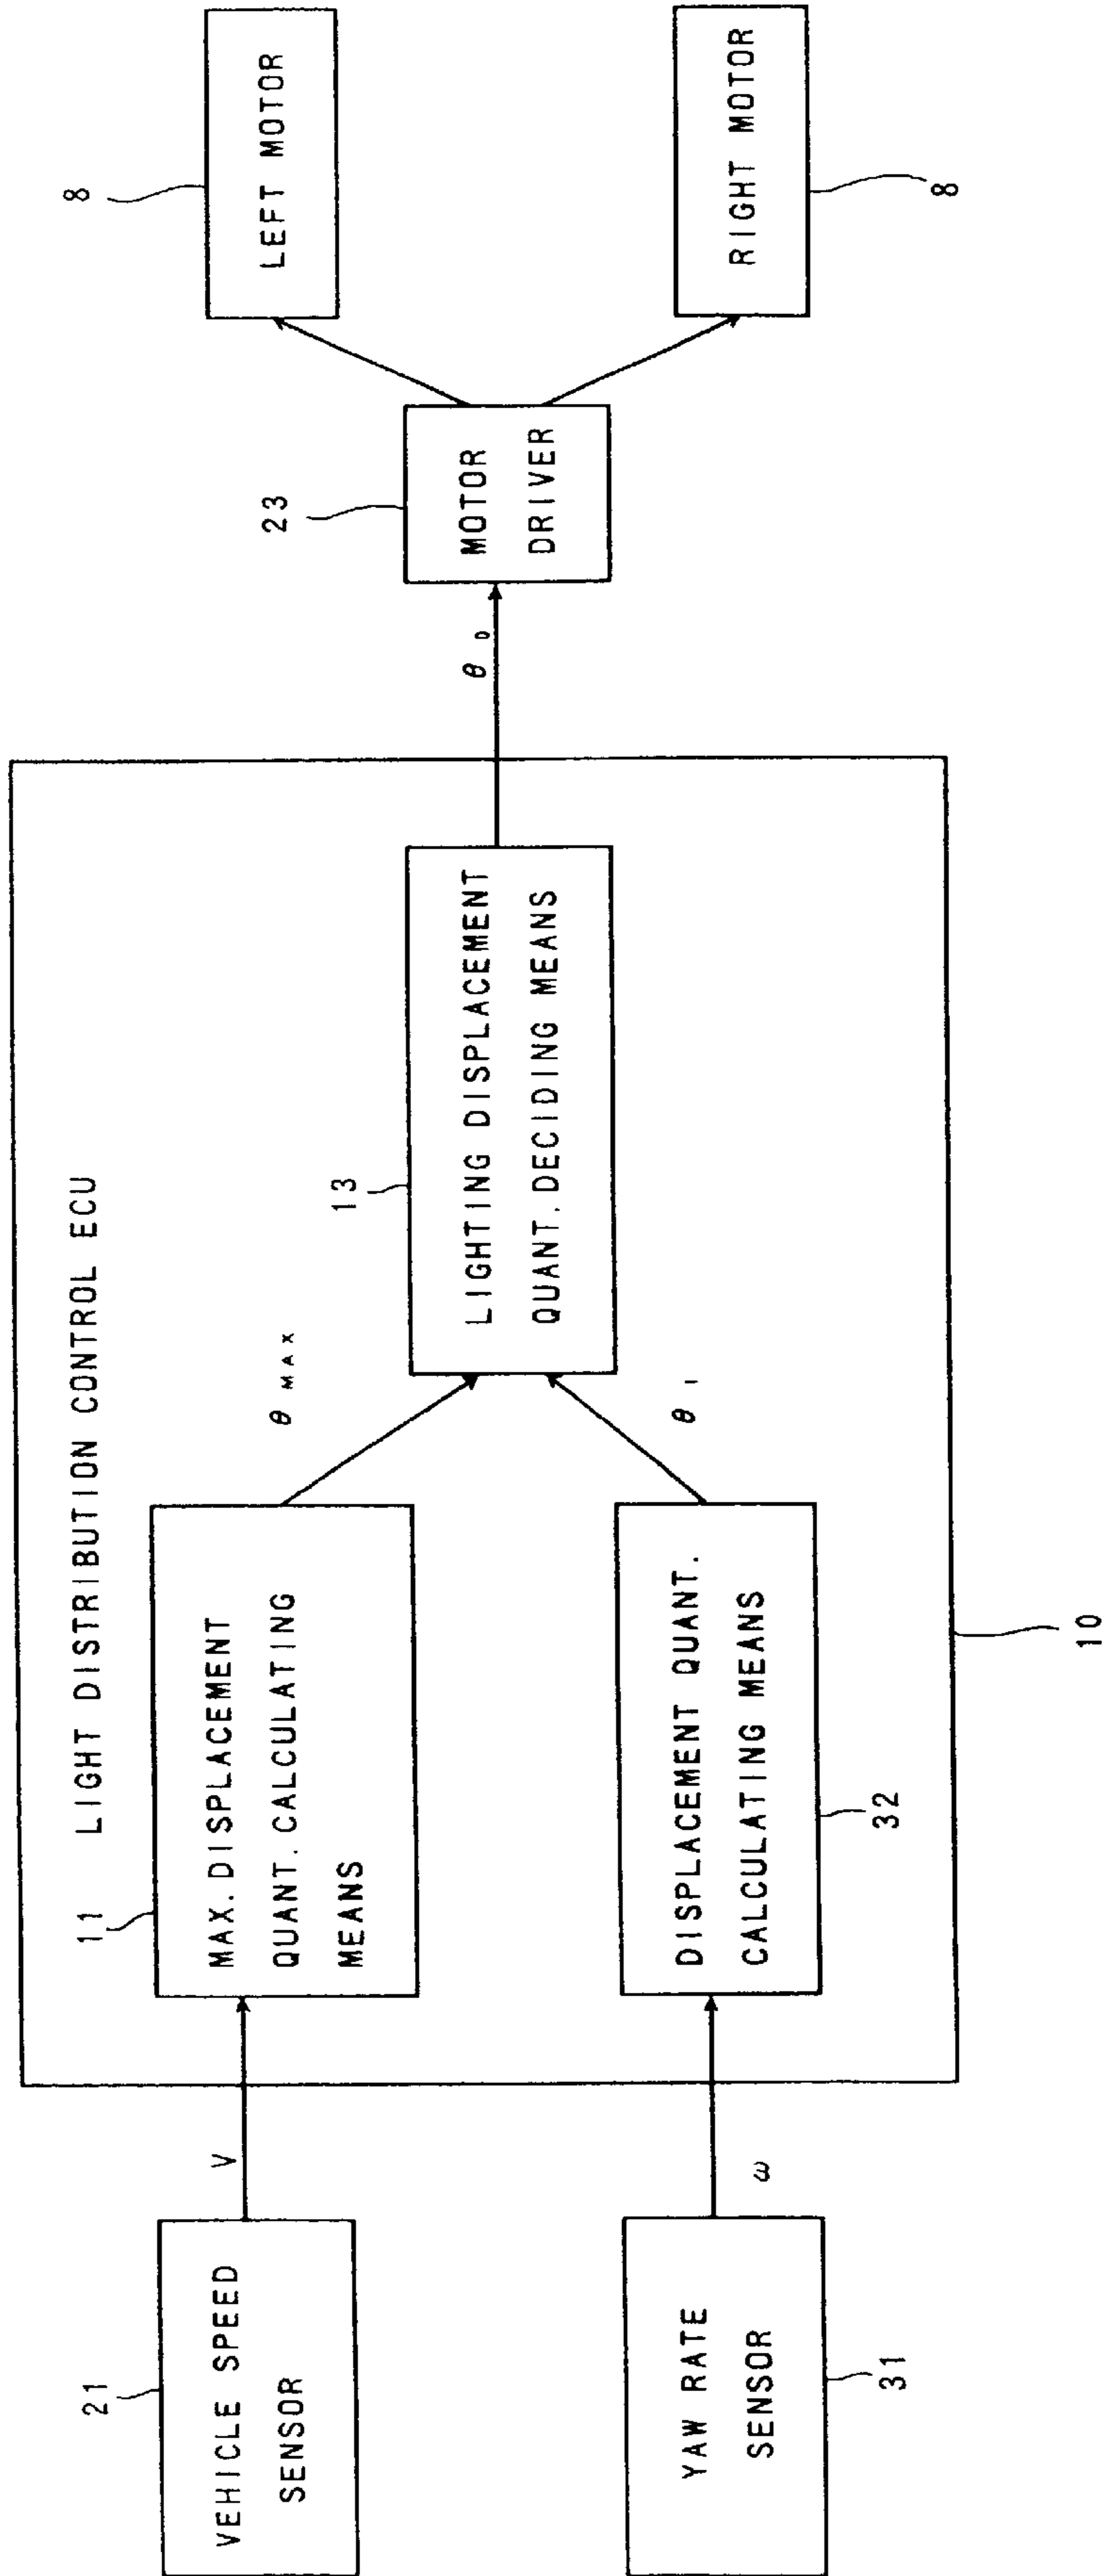 LIGHT DISTRIBUTION CONTROL ECU
10
21
VEHICLE SPEED
SENSOR
V
11
MAX. DISPLACEMENT
QUANT. CALCULATING
MEANS
θ MAX
31
YAW RATE
SENSOR
ω
32
DISPLACEMENT QUANT.
CALCULATING MEANS
θ I
13
LIGHTING DISPLACEMENT
QUANT. DECIDING MEANS
θ D
23
MOTOR
DRIVER
8
LEFT MOTOR
8
RIGHT MOTOR